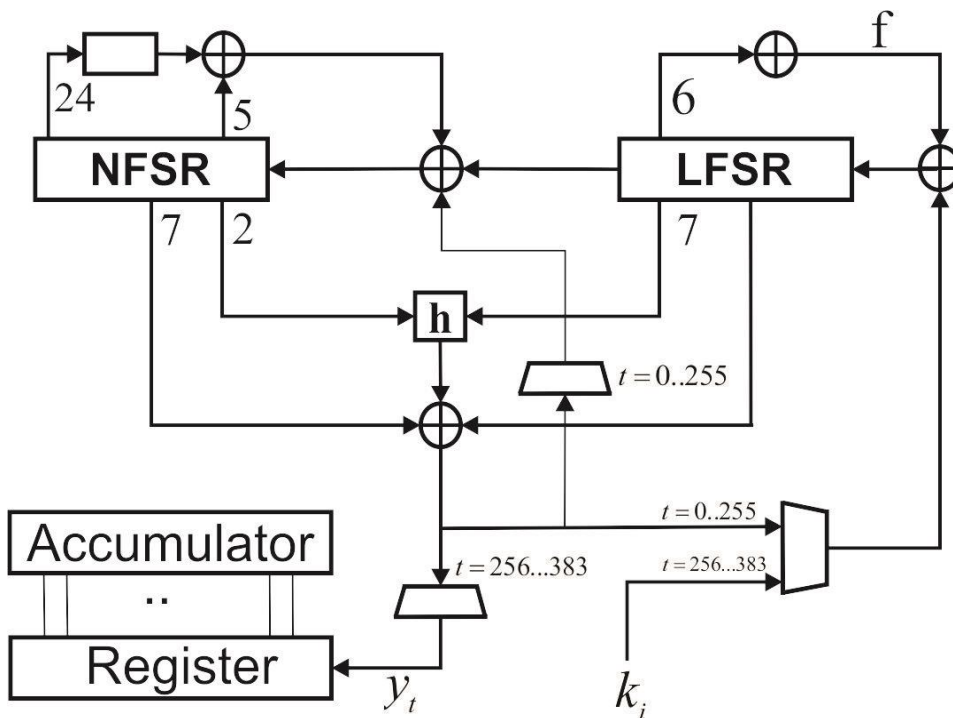 f
24
5
6
NFSR
LFSR
7
2
7
h
t = 0..255
t = 0..255
Accumulator
t = 256...383
t = 256...383
..
Register
y_t
k_i